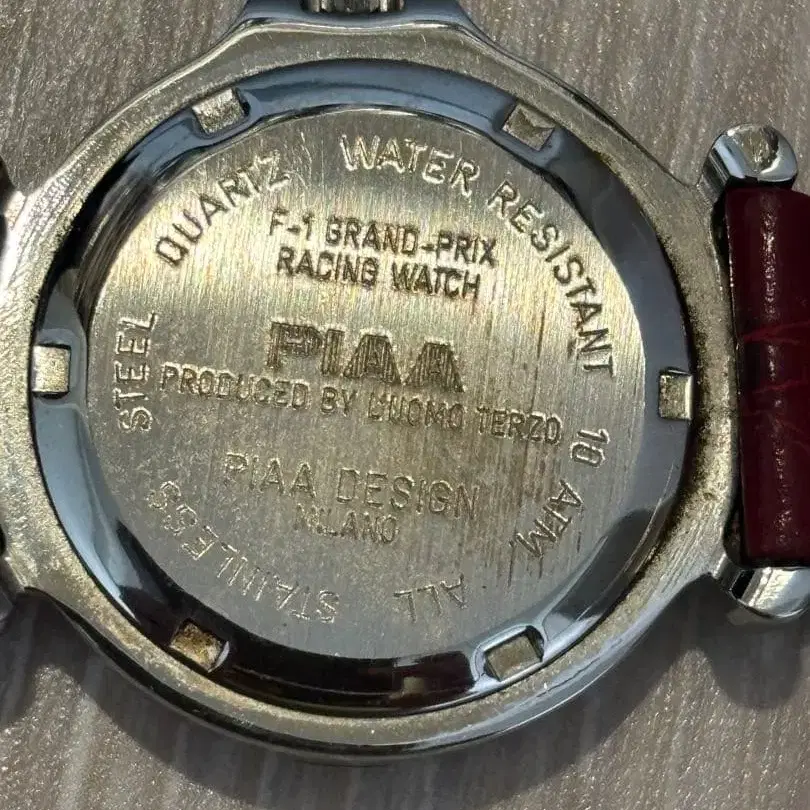 QUARTZ WATER RESISTANT 10 ATM. ALL STAINLESS STEEL
F-1 GRAND-PRIX
RACING WATCH
PIAA
PRODUCED BY L'UOMO TERZO
PIAA DESIGN
MILANO